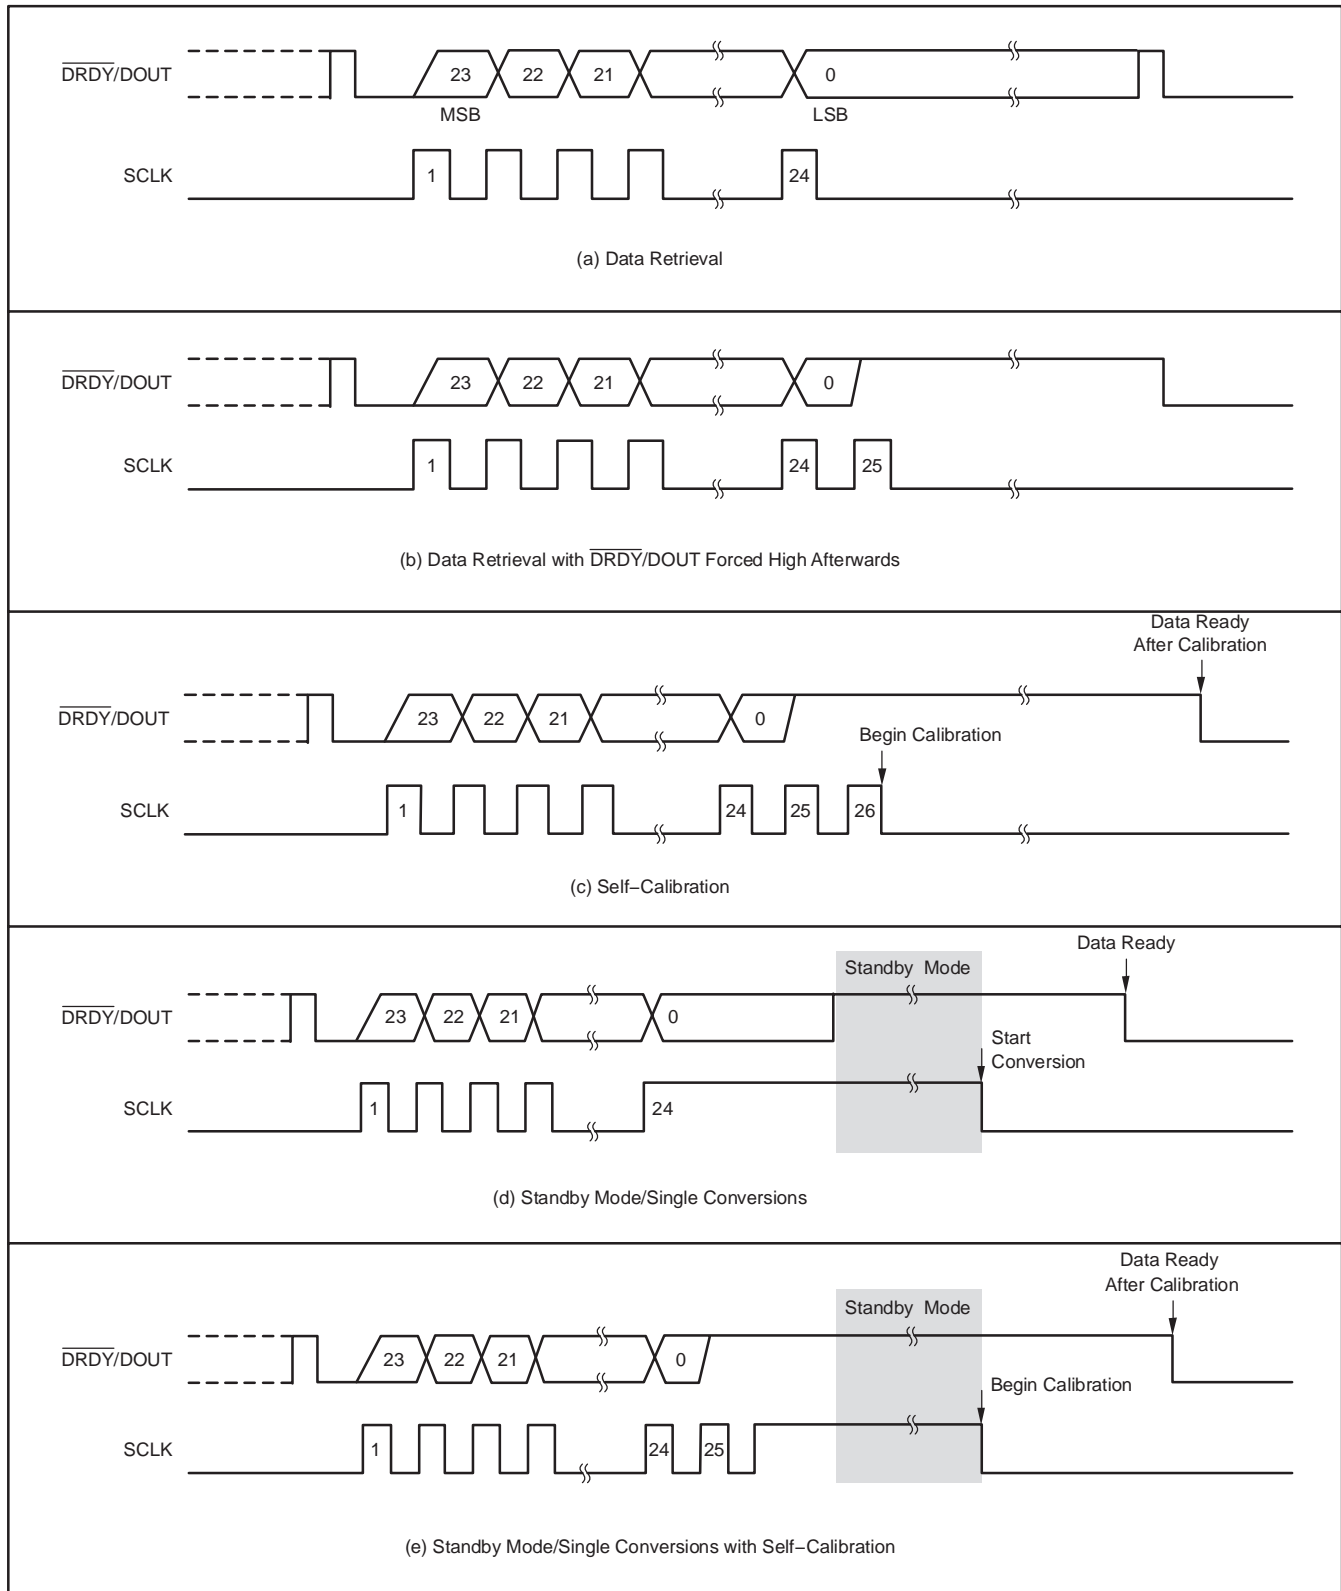 DRDY/DOUT
23 22 21 0
MSB LSB
SCLK
1 24
(a) Data Retrieval
DRDY/DOUT
23 22 21 0
SCLK
1 24 25
(b) Data Retrieval with DRDY/DOUT Forced High Afterwards
Data Ready
After Calibration
DRDY/DOUT
23 22 21 0
Begin Calibration
SCLK
1 24 25 26
(c) Self−Calibration
Data Ready
Standby Mode
DRDY/DOUT
23 22 21 0
Start
Conversion
SCLK
1 24
(d) Standby Mode/Single Conversions
Data Ready
After Calibration
Standby Mode
DRDY/DOUT
23 22 21 0
Begin Calibration
SCLK
1 24 25
(e) Standby Mode/Single Conversions with Self−Calibration